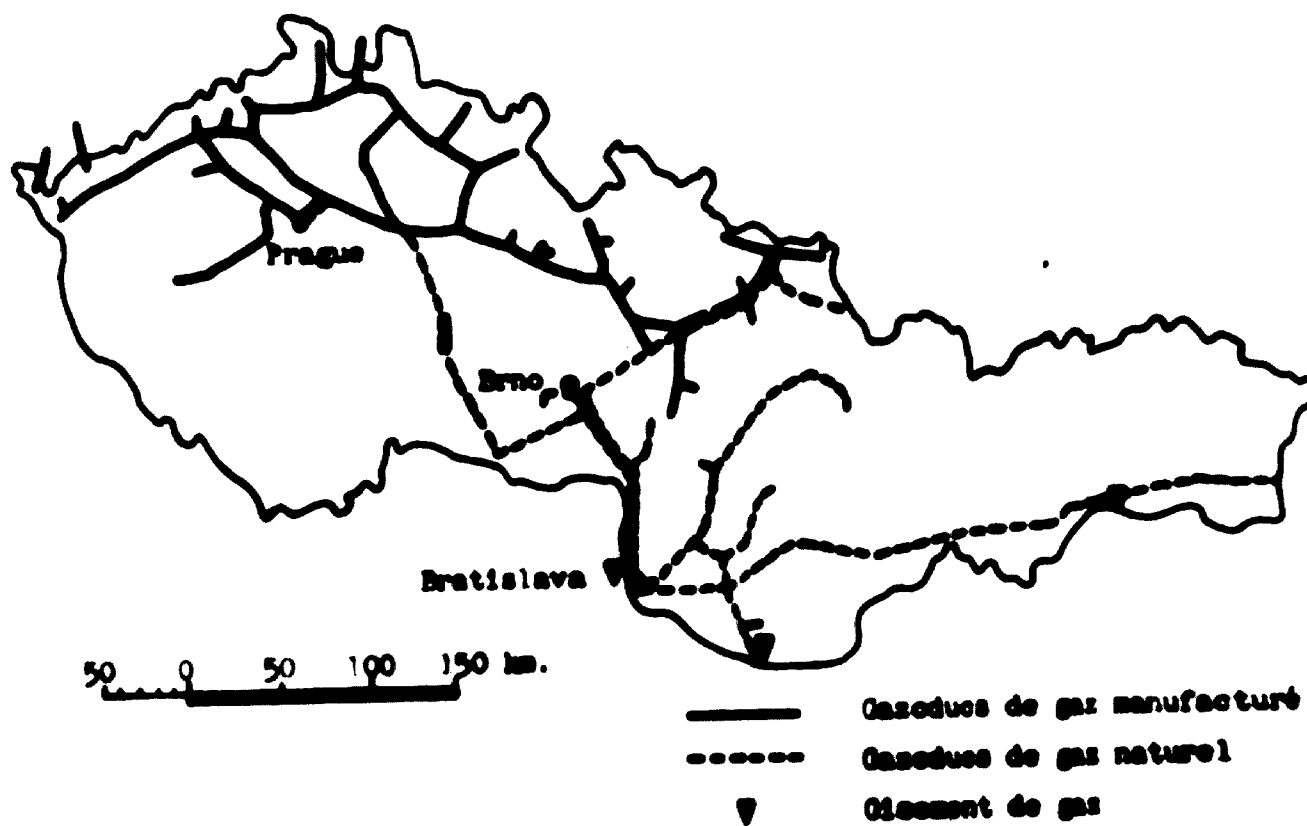 Prague
Brno
Bratislava
50 0 50 100 150 km.
Gazoducs de gaz manufacturé
Gazoducs de gaz naturel
Gisement de gaz